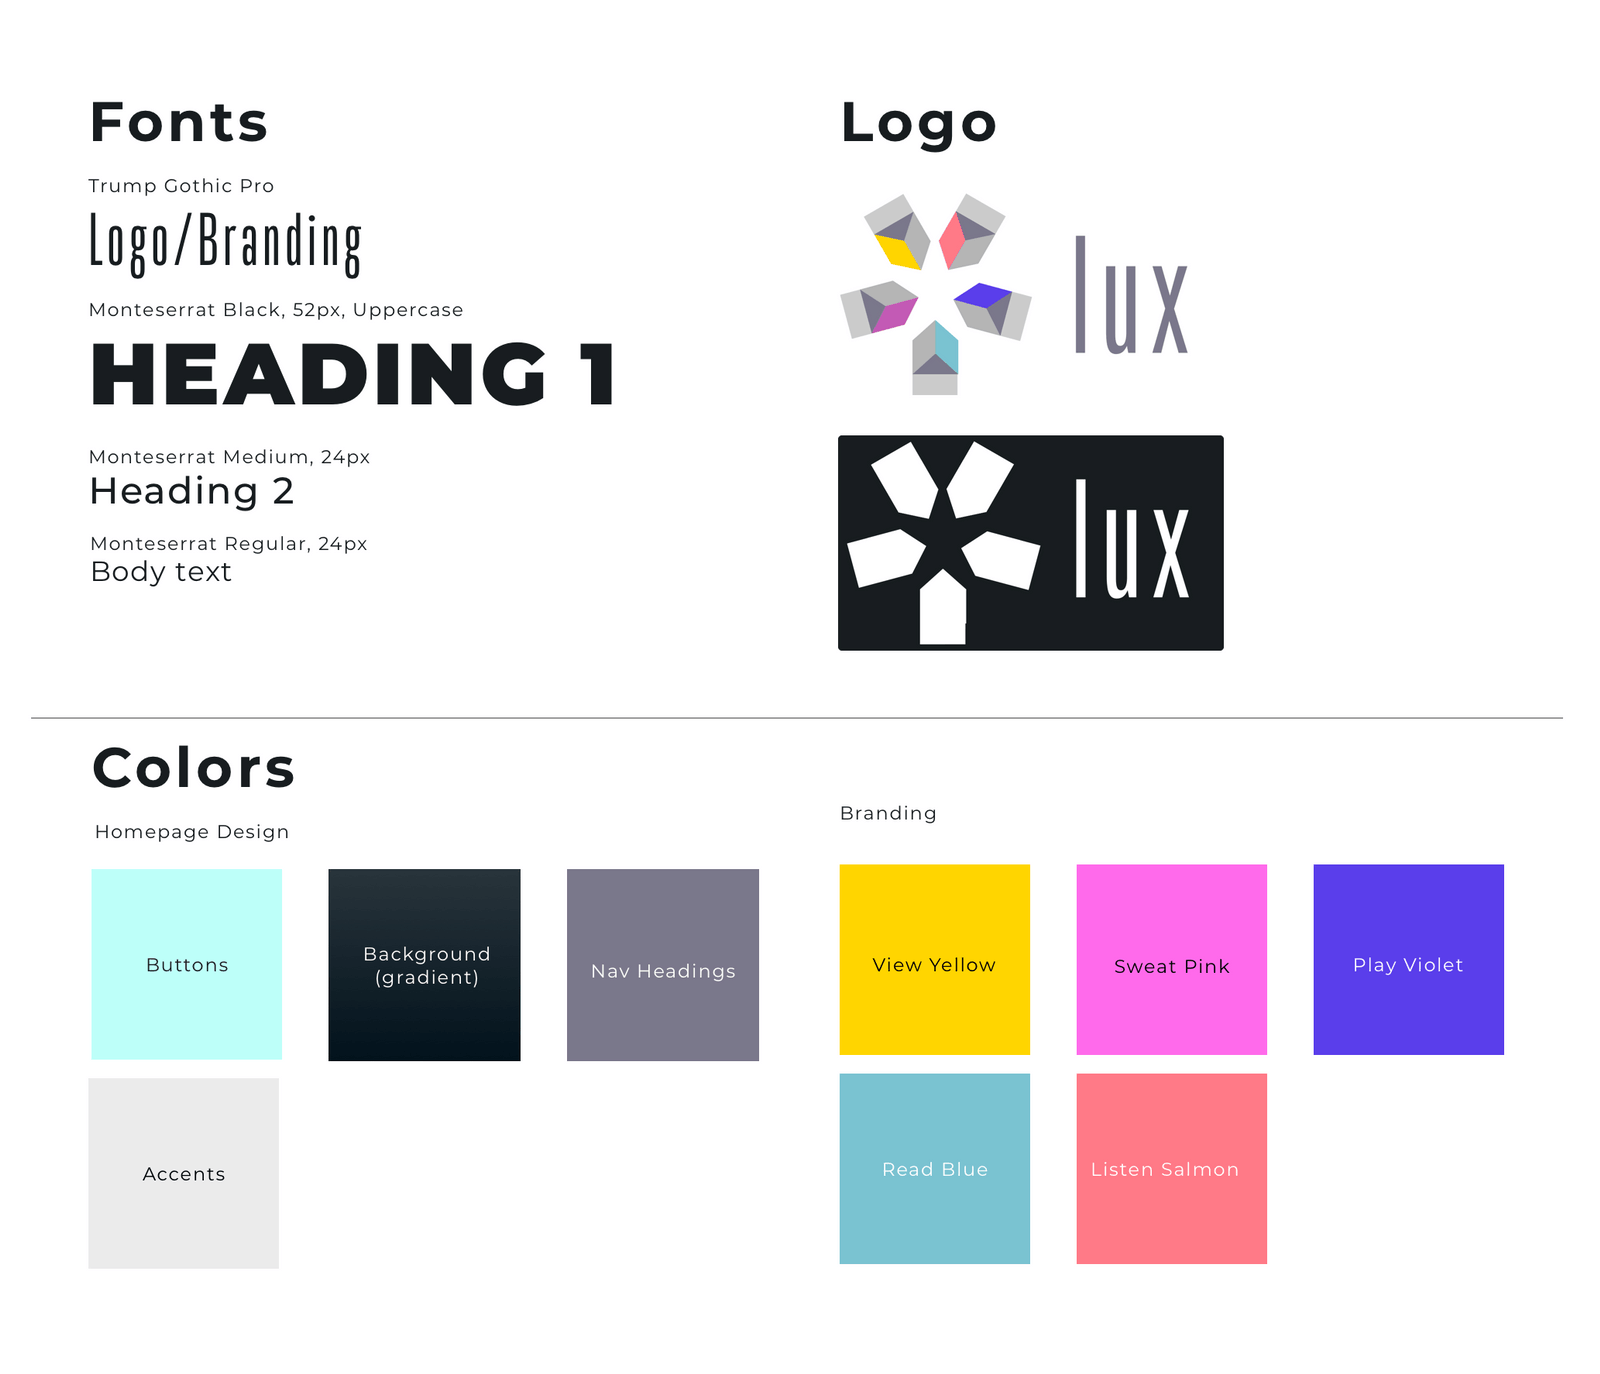 Fonts
Trump Gothic Pro
Logo/Branding
Monteserrat Black, 52px, Uppercase
HEADING 1
Monteserrat Medium, 24px
Heading 2
Monteserrat Regular, 24px
Body text
Logo
lux
lux
Colors
Homepage Design
Buttons
Background
(gradient)
Nav Headings
Accents
Branding
View Yellow
Sweat Pink
Play Violet
Read Blue
Listen Salmon